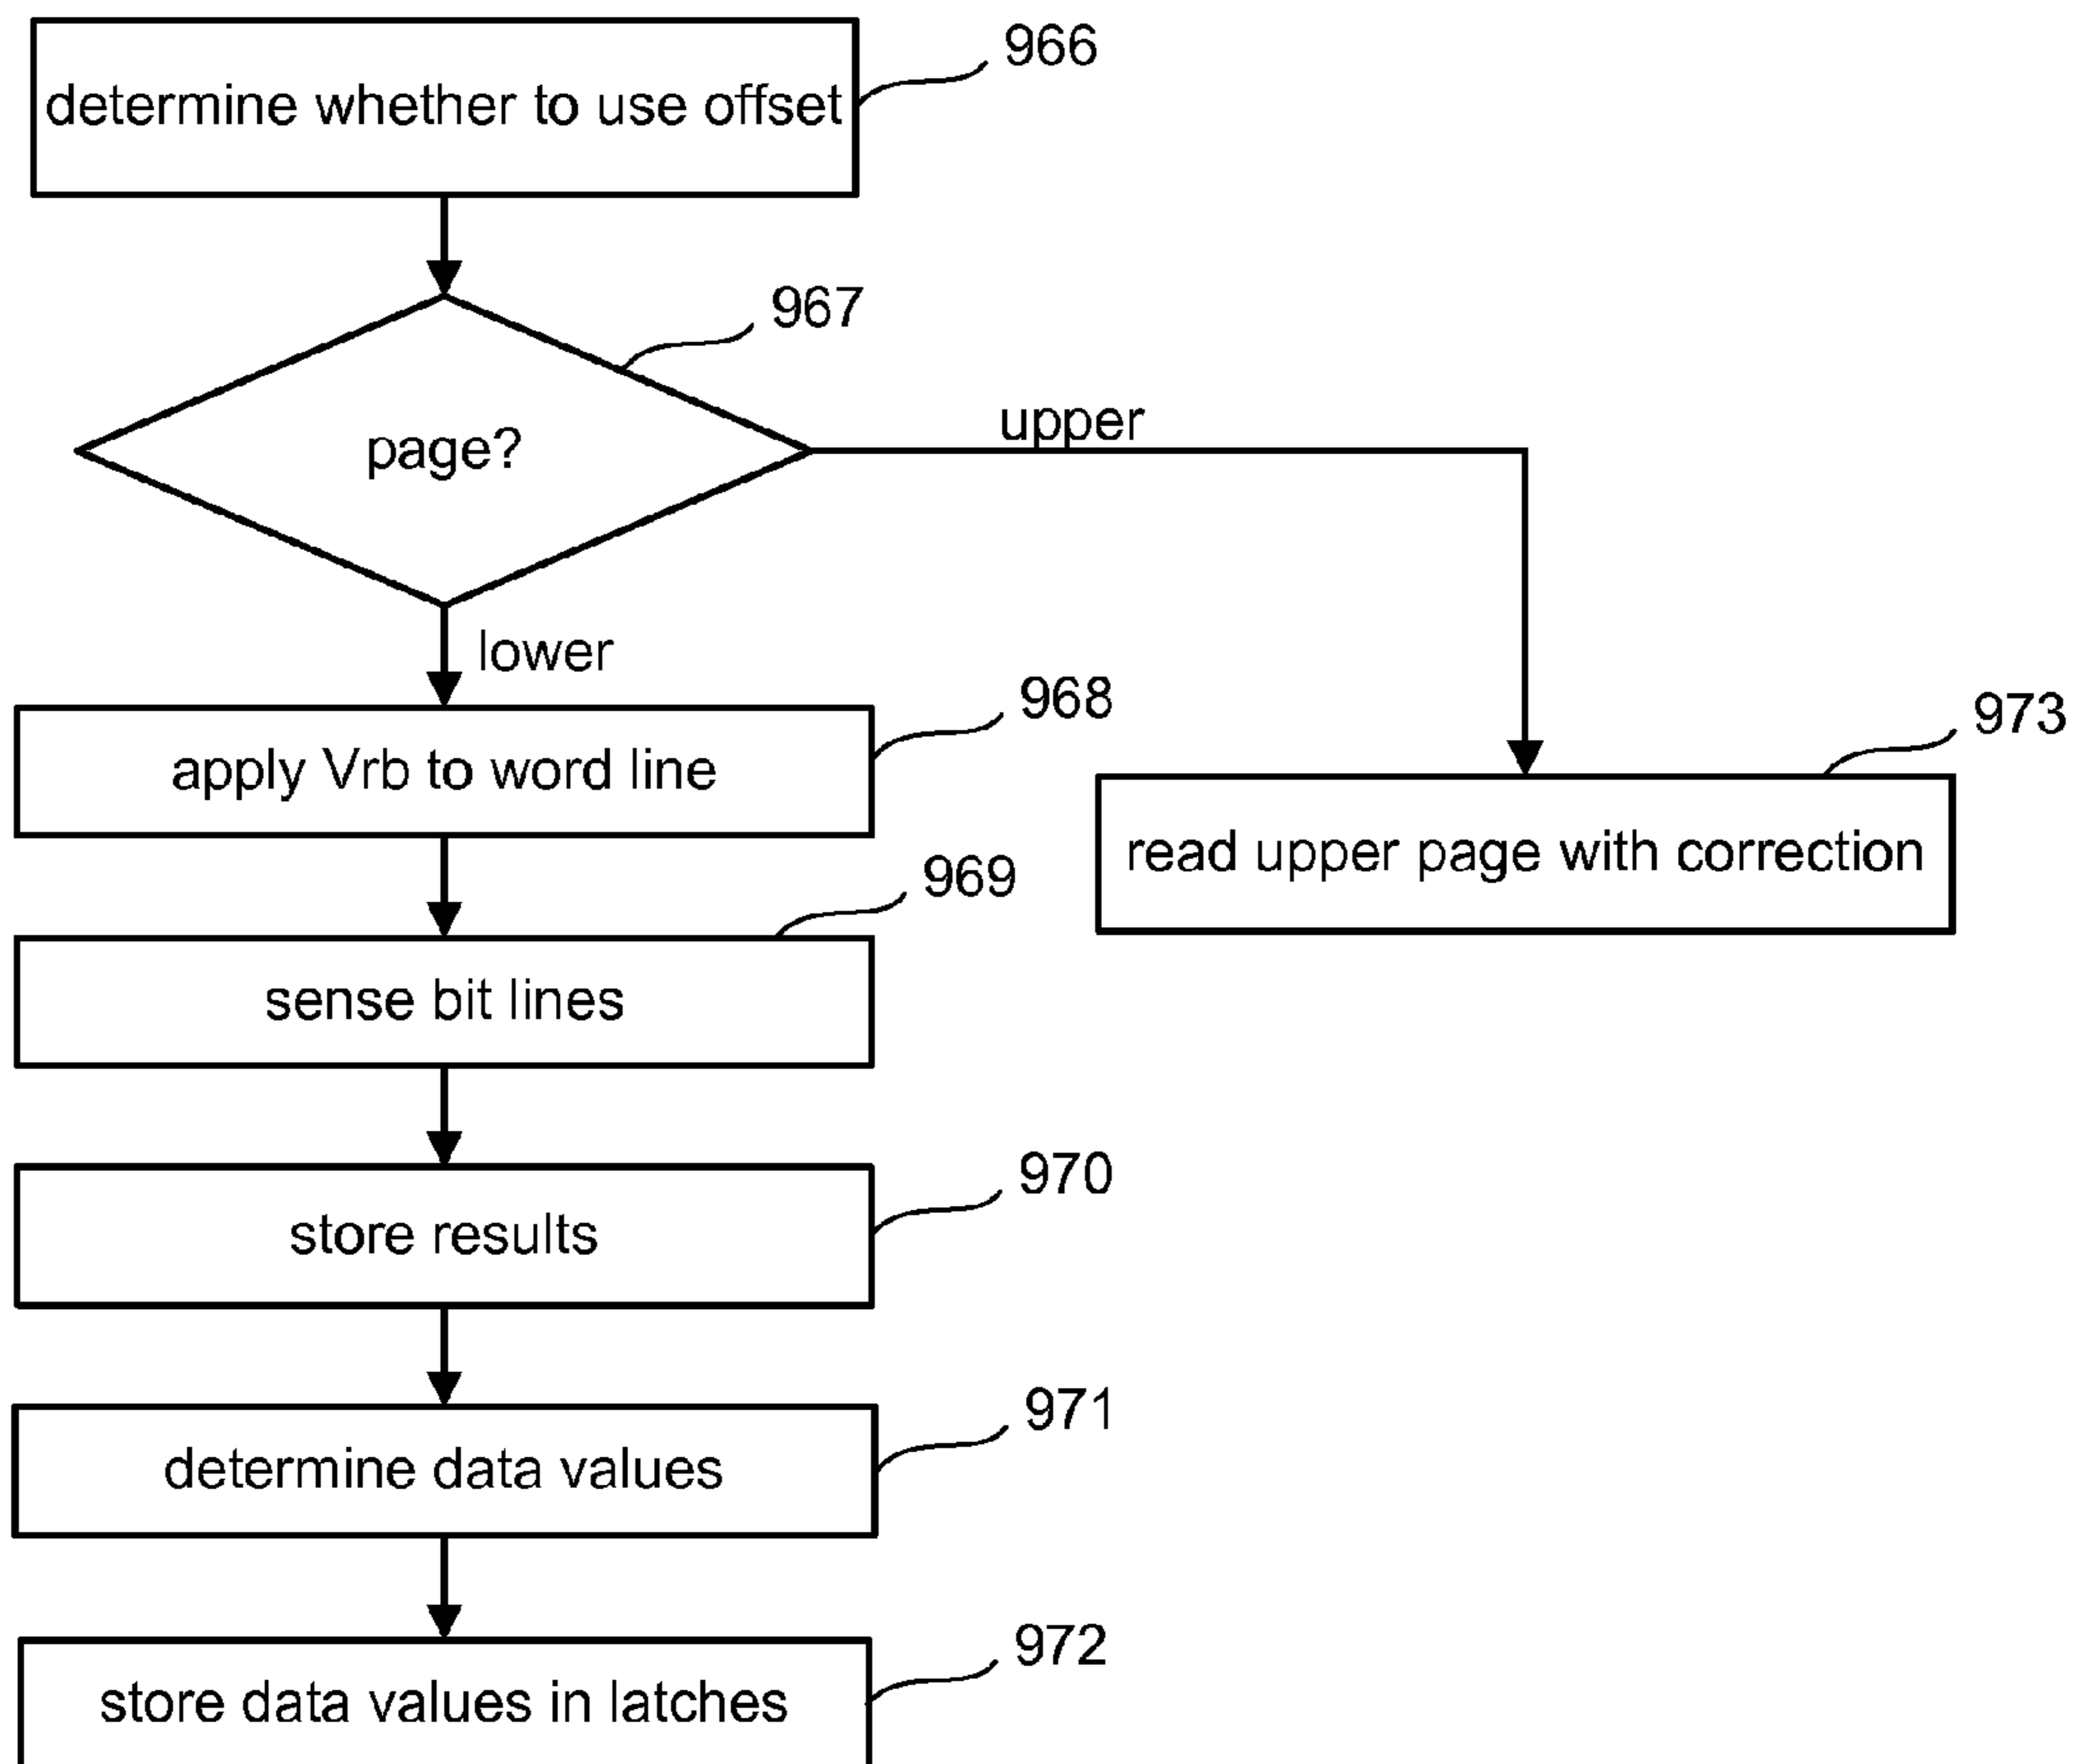 966
determine whether to use offset
967
page?
upper
lower
968
apply Vrb to word line
973
read upper page with correction
969
sense bit lines
970
store results
971
determine data values
972
store data values in latches